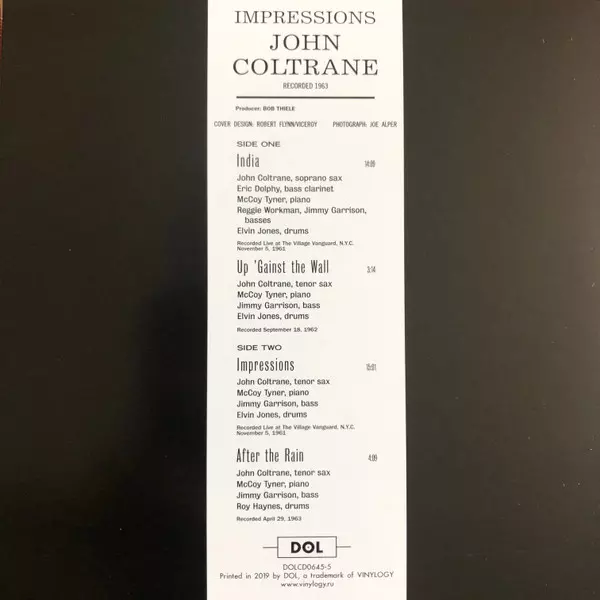 IMPRESSIONS
JOHN
COLTRANE
RECORDED 1963
Producer: BOB THIELE
COVER DESIGN: ROBERT FLYNN/VICEROY PHOTOGRAPH: JOE ALPER
SIDE ONE
India 14:09
John Coltrane, soprano sax
Eric Dolphy, bass clarinet
McCoy Tyner, piano
Reggie Workman, Jimmy Garrison,
basses
Elvin Jones, drums
Recorded Live at The Village Vanguard, N.Y.C.
November 5, 1961
Up 'Gainst the Wall 3:14
John Coltrane, tenor sax
McCoy Tyner, piano
Jimmy Garrison, bass
Elvin Jones, drums
Recorded September 18, 1962
SIDE TWO
Impressions 15:01
John Coltrane, tenor sax
McCoy Tyner, piano
Jimmy Garrison, bass
Elvin Jones, drums
Recorded Live at The Village Vanguard, N.Y.C.
November 5, 1961
After the Rain 4:09
John Coltrane, tenor sax
McCoy Tyner, piano
Jimmy Garrison, bass
Roy Haynes, drums
Recorded April 29, 1963
DOL
DOLCD0645-5
Printed in 2019 by DOL, a trademark of VINYLOGY
www.vinylogy.ru